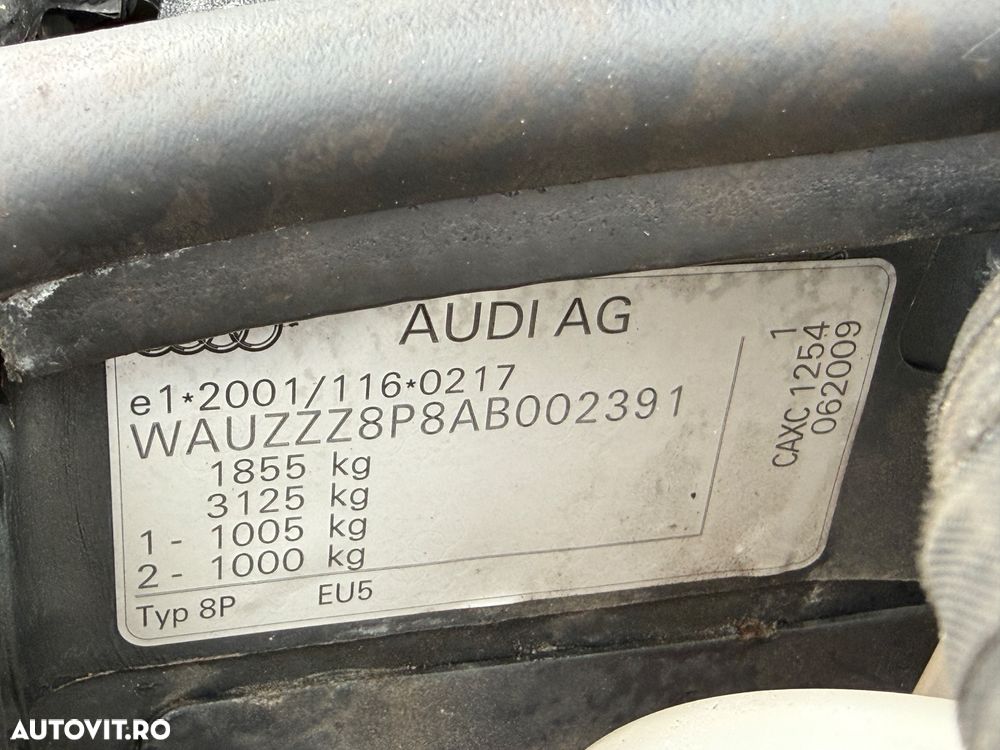 AUDI AG
e1*2001/116*0217
WAUZZZ8P8AB002391
1855 kg
3125 kg
1 - 1005 kg
2 - 1000 kg
Typ 8P EU5
1
CAXC 1254
062009
AUTOVIT.RO